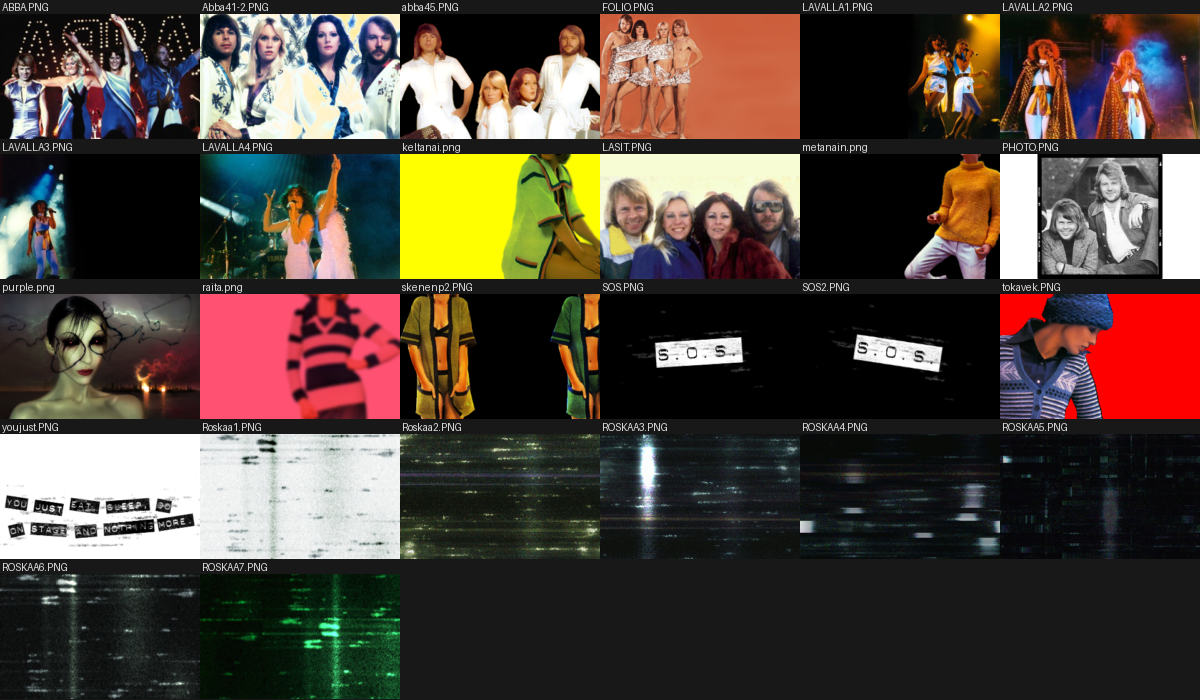 ABBA.PNG
Abba41-2.PNG
abba45.PNG
FOLIO.PNG
LAVALLA1.PNG
LAVALLA2.PNG
ABBA
LAVALLA3.PNG
LAVALLA4.PNG
keltanai.png
LASIT.PNG
metanain.png
PHOTO.PNG
YAMAHA
purple.png
raita.png
skenenp2.PNG
SOS.PNG
SOS2.PNG
tokavek.PNG
S.O.S.
S.O.S.
youjust.PNG
Roskaa1.PNG
Roskaa2.PNG
ROSKAA3.PNG
ROSKAA4.PNG
ROSKAA5.PNG
YOU JUST EAT, SLEEP, GO
ON STAGE AND NOTHING MORE.
ROSKAA6.PNG
ROSKAA7.PNG